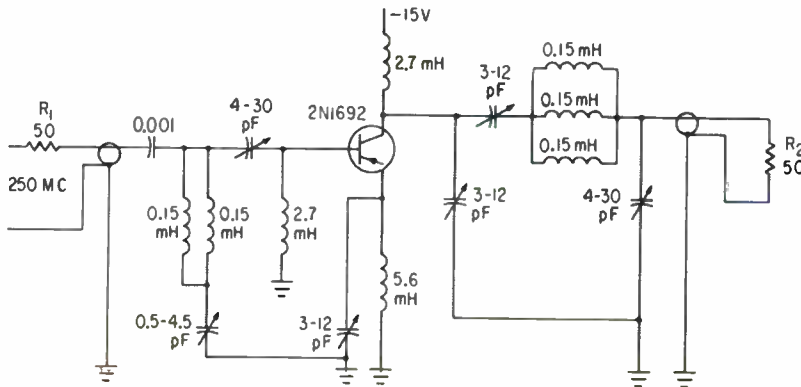 -15V
2.7 mH
0.15 mH
3-12
pF
4-30
pF
2N1692
R1
50
0.001
0.15 mH
0.15 mH
R2
50
250 MC
0.15
mH
0.15
mH
2.7
mH
3-12
pF
4-30
pF
5.6
mH
0.5-4.5
pF
3-12
pF